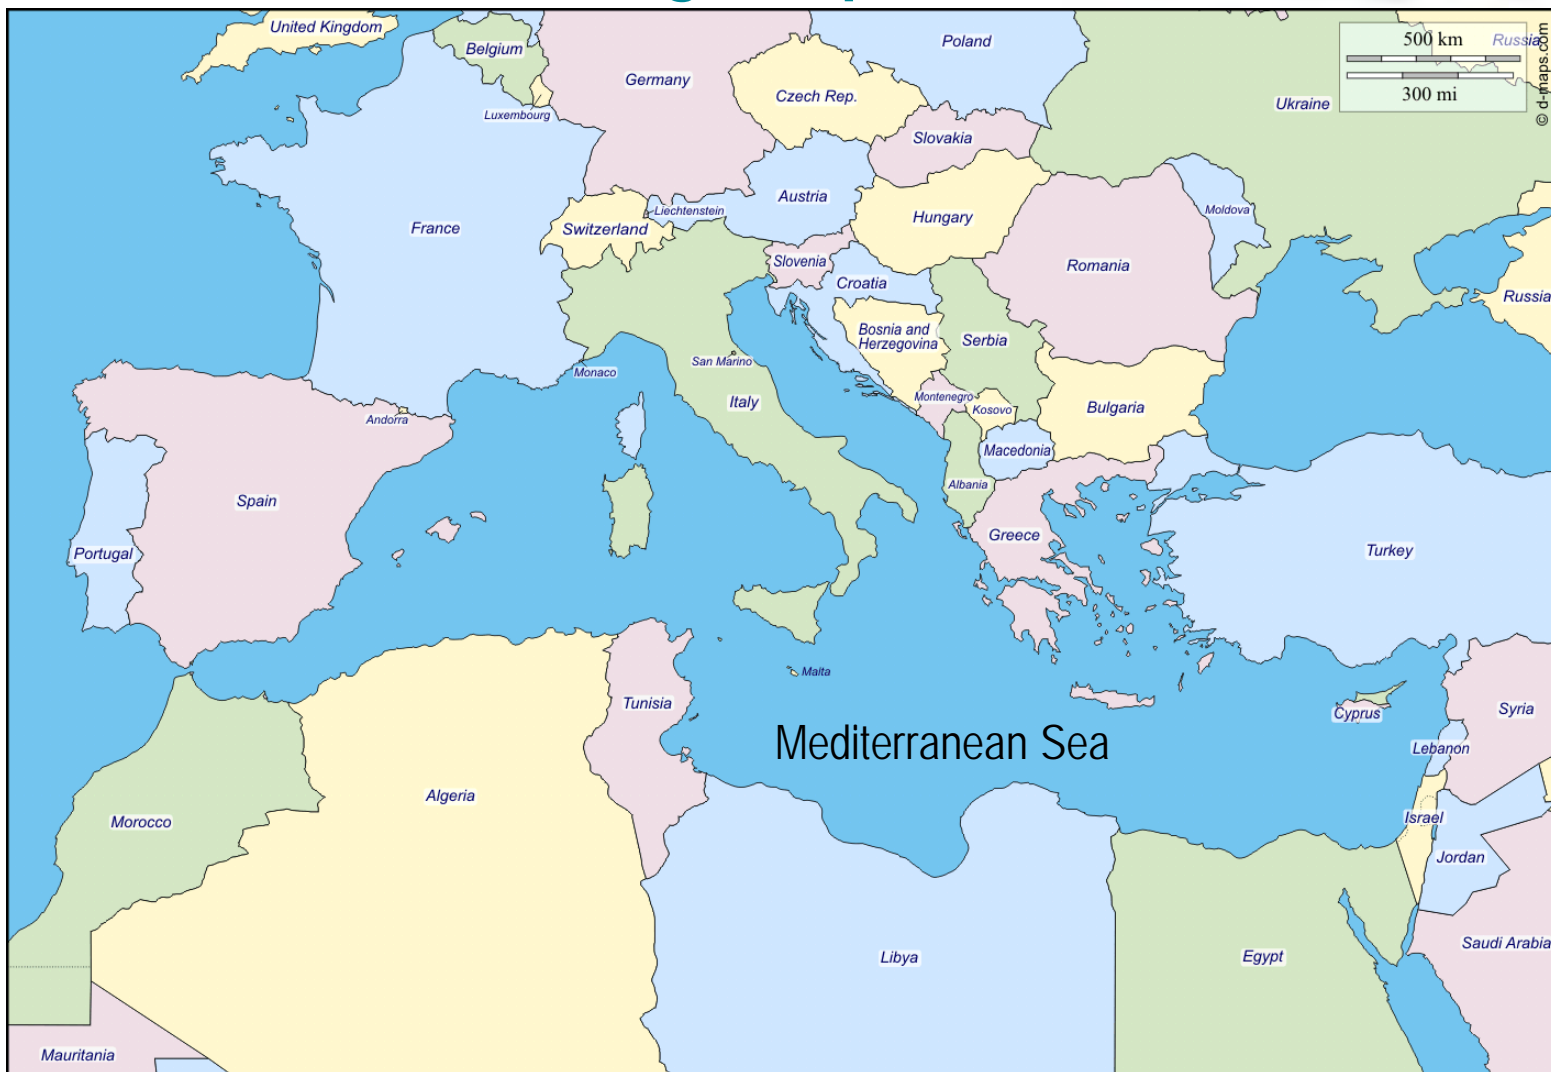 United Kingdom
Belgium
Germany
Poland
500 km
Russia
300 mi
© d-maps.com
Luxembourg
Czech Rep.
Ukraine
Slovakia
France
Switzerland
Liechtenstein
Austria
Hungary
Moldova
Slovenia
Romania
Croatia
Russia
Bosnia and
Herzegovina
Serbia
San Marino
Monaco
Italy
Montenegro
Kosovo
Bulgaria
Andorra
Macedonia
Albania
Spain
Portugal
Greece
Turkey
Malta
Tunisia
Cyprus
Syria
Mediterranean Sea
Lebanon
Algeria
Morocco
Israel
Jordan
Libya
Egypt
Saudi Arabia
Mauritania